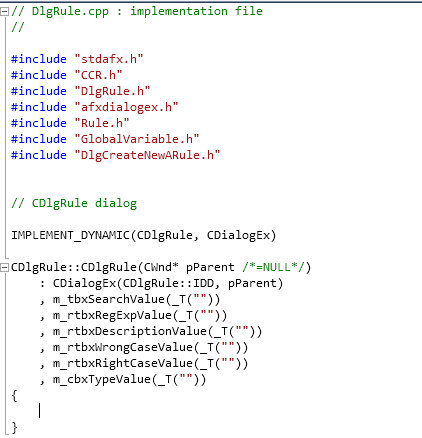 // DlgRule.cpp : implementation file
//
#include "stdafx.h"
#include "CCR.h"
#include "DlgRule.h"
#include "afxdialogex.h"
#include "Rule.h"
#include "GlobalVariable.h"
#include "DlgCreateNewARule.h"
// CDlgRule dialog
IMPLEMENT_DYNAMIC(CDlgRule, CDialogEx)
CDlgRule::CDlgRule(CWnd* pParent /*=NULL*/)
    : CDialogEx(CDlgRule::IDD, pParent)
    , m_tbxSearchValue(_T(""))
    , m_rtbxRegExpValue(_T(""))
    , m_rtbxDescriptionValue(_T(""))
    , m_rtbxWrongCaseValue(_T(""))
    , m_rtbxRightCaseValue(_T(""))
    , m_cbxTypeValue(_T(""))
{
}